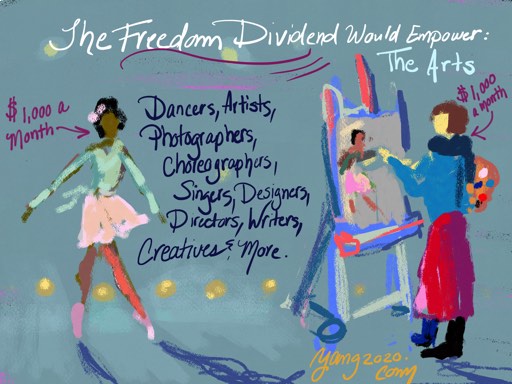 The Freedom Dividend Would Empower:
The Arts
$1,000 a
Month
Dancers, Artists,
Photographers,
Choreographers,
Singers, Designers,
Directors, Writers,
Creatives & More.
$1,000
a month
yang2020.
com